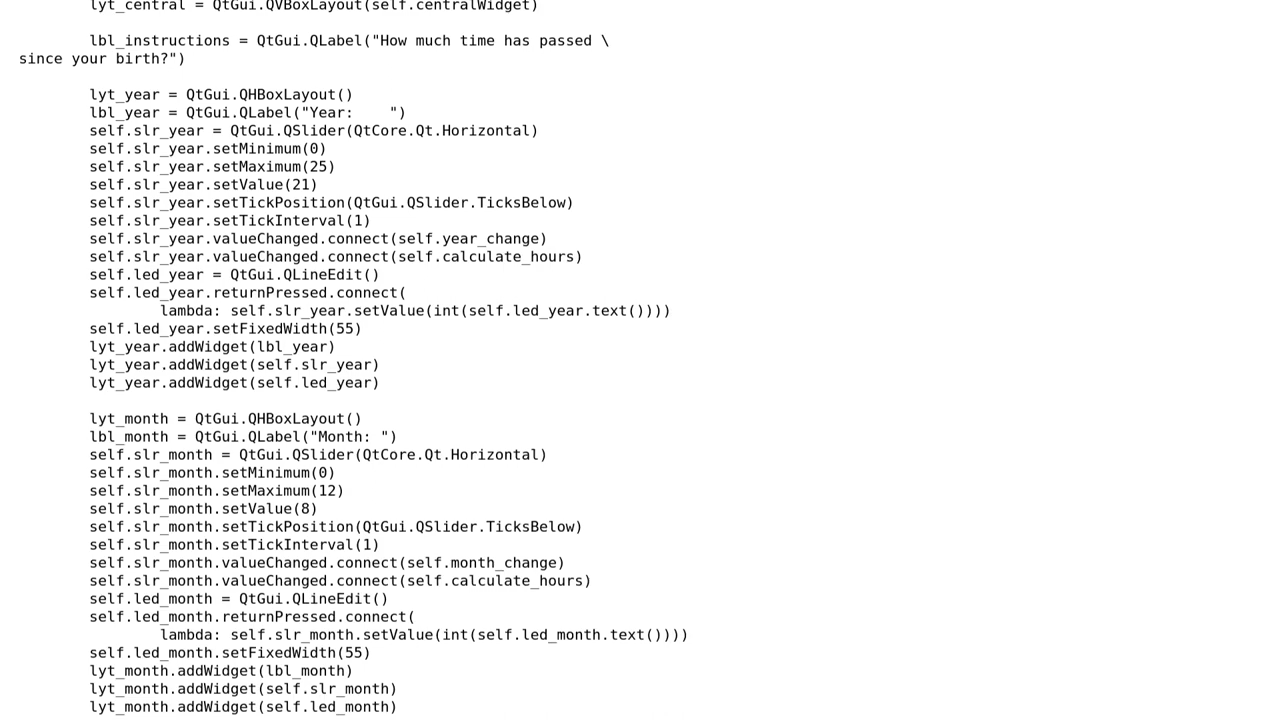 lyt_central = QtGui.QVBoxLayout(self.centralWidget)

        lbl_instructions = QtGui.QLabel("How much time has passed \
since your birth?")

        lyt_year = QtGui.QHBoxLayout()
        lbl_year = QtGui.QLabel("Year:    ")
        self.slr_year = QtGui.QSlider(QtCore.Qt.Horizontal)
        self.slr_year.setMinimum(0)
        self.slr_year.setMaximum(25)
        self.slr_year.setValue(21)
        self.slr_year.setTickPosition(QtGui.QSlider.TicksBelow)
        self.slr_year.setTickInterval(1)
        self.slr_year.valueChanged.connect(self.year_change)
        self.slr_year.valueChanged.connect(self.calculate_hours)
        self.led_year = QtGui.QLineEdit()
        self.led_year.returnPressed.connect(
                lambda: self.slr_year.setValue(int(self.led_year.text())))
        self.led_year.setFixedWidth(55)
        lyt_year.addWidget(lbl_year)
        lyt_year.addWidget(self.slr_year)
        lyt_year.addWidget(self.led_year)

        lyt_month = QtGui.QHBoxLayout()
        lbl_month = QtGui.QLabel("Month: ")
        self.slr_month = QtGui.QSlider(QtCore.Qt.Horizontal)
        self.slr_month.setMinimum(0)
        self.slr_month.setMaximum(12)
        self.slr_month.setValue(8)
        self.slr_month.setTickPosition(QtGui.QSlider.TicksBelow)
        self.slr_month.setTickInterval(1)
        self.slr_month.valueChanged.connect(self.month_change)
        self.slr_month.valueChanged.connect(self.calculate_hours)
        self.led_month = QtGui.QLineEdit()
        self.led_month.returnPressed.connect(
                lambda: self.slr_month.setValue(int(self.led_month.text())))
        self.led_month.setFixedWidth(55)
        lyt_month.addWidget(lbl_month)
        lyt_month.addWidget(self.slr_month)
        lyt_month.addWidget(self.led_month)